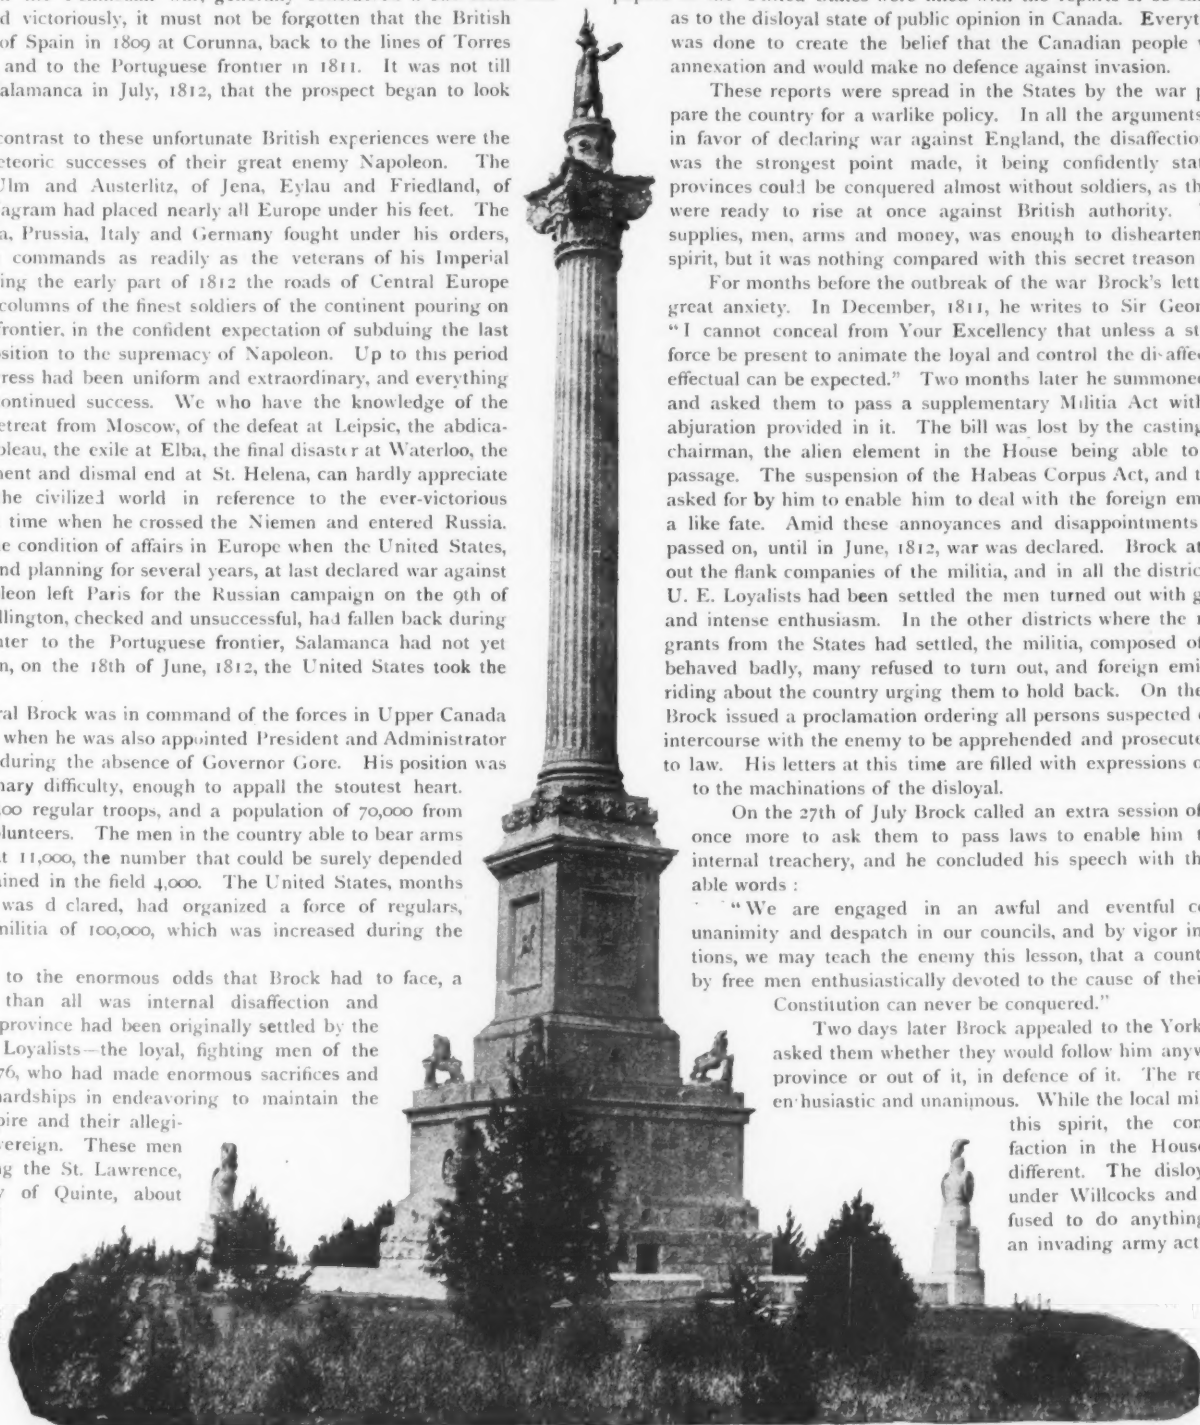 d victoriously, it must not be forgotten that the British
of Spain in 1809 at Corunna, back to the lines of Torres
and to the Portuguese frontier in 1811. It was not till
alamanca in July, 1812, that the prospect began to look
contrast to these unfortunate British experiences were the
eteoric successes of their great enemy Napoleon. The
Ulm and Austerlitz, of Jena, Eylau and Friedland, of
agram had placed nearly all Europe under his feet. The
a, Prussia, Italy and Germany fought under his orders,
commands as readily as the veterans of his Imperial
ing the early part of 1812 the roads of Central Europe
columns of the finest soldiers of the continent pouring on
frontier, in the confident expectation of subduing the last
sition to the supremacy of Napoleon. Up to this period
ress had been uniform and extraordinary, and everything
ontinued success. We who have the knowledge of the
etreat from Moscow, of the defeat at Leipsic, the abdica-
bleau, the exile at Elba, the final disaster at Waterloo, the
ment and dismal end at St. Helena, can hardly appreciate
he civilized world in reference to the ever-victorious
time when he crossed the Niemen and entered Russia.
e condition of affairs in Europe when the United States,
nd planning for several years, at last declared war against
leon left Paris for the Russian campaign on the 9th of
llington, checked and unsuccessful, had fallen back during
nter to the Portuguese frontier, Salamanca had not yet
n, on the 18th of June, 1812, the United States took the
ral Brock was in command of the forces in Upper Canada
when he was also appointed President and Administrator
during the absence of Governor Gore. His position was
nary difficulty, enough to appall the stoutest heart.
00 regular troops, and a population of 70,000 from
olunteers. The men in the country able to bear arms
t 11,000, the number that could be surely depended
ained in the field 4,000. The United States, months
was d clared, had organized a force of regulars,
militia of 100,000, which was increased during the
to the enormous odds that Brock had to face, a
than all was internal disaffection and
province had been originally settled by the
Loyalists—the loyal, fighting men of the
76, who had made enormous sacrifices and
hardships in endeavoring to maintain the
pire and their allegi-
vereign. These men
ng the St. Lawrence,
y of Quinte, about
as to the disloyal state of public opinion in Canada. Everyt
was done to create the belief that the Canadian people
annexation and would make no defence against invasion.
These reports were spread in the States by the war p
pare the country for a warlike policy. In all the arguments
in favor of declaring war against England, the disaffection
was the strongest point made, it being confidently stat
provinces could be conquered almost without soldiers, as th
were ready to rise at once against British authority.
supplies, men, arms and money, was enough to dishearten
spirit, but it was nothing compared with this secret treason
For months before the outbreak of the war Brock's lett
great anxiety. In December, 1811, he writes to Sir Geor
"I cannot conceal from Your Excellency that unless a st
force be present to animate the loyal and control the disaffec
effectual can be expected." Two months later he summoned
and asked them to pass a supplementary Militia Act with
abjuration provided in it. The bill was lost by the casting
chairman, the alien element in the House being able to
passage. The suspension of the Habeas Corpus Act, and t
asked for by him to enable him to deal with the foreign em
a like fate. Amid these annoyances and disappointments
passed on, until in June, 1812, war was declared. Brock at
out the flank companies of the militia, and in all the distric
U. E. Loyalists had been settled the men turned out with g
and intense enthusiasm. In the other districts where the
grants from the States had settled, the militia, composed of
behaved badly, many refused to turn out, and foreign emi
riding about the country urging them to hold back. On the
Brock issued a proclamation ordering all persons suspected
intercourse with the enemy to be apprehended and prosecute
to law. His letters at this time are filled with expressions o
to the machinations of the disloyal.
On the 27th of July Brock called an extra session of
once more to ask them to pass laws to enable him t
internal treachery, and he concluded his speech with th
able words :
"We are engaged in an awful and eventful co
unanimity and despatch in our councils, and by vigor in
tions, we may teach the enemy this lesson, that a count
by free men enthusiastically devoted to the cause of thei
Constitution can never be conquered."
Two days later Brock appealed to the York
asked them whether they would follow him anyw
province or out of it, in defence of it. The re
en husiastic and unanimous. While the local mi
this spirit, the con
faction in the House
different. The disloy
under Willcocks and
fused to do anything
an invading army act